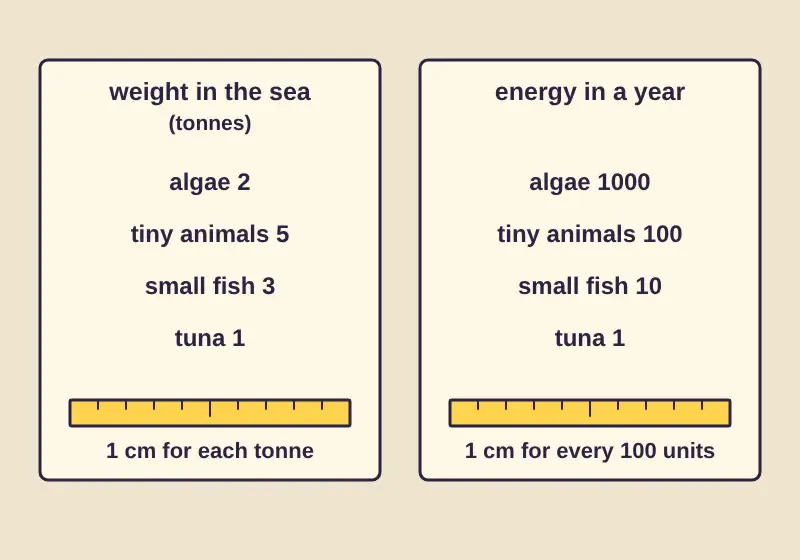 weight in the sea
(tonnes)
algae 2
tiny animals 5
small fish 3
tuna 1
1 cm for each tonne
energy in a year
algae 1000
tiny animals 100
small fish 10
tuna 1
1 cm for every 100 units